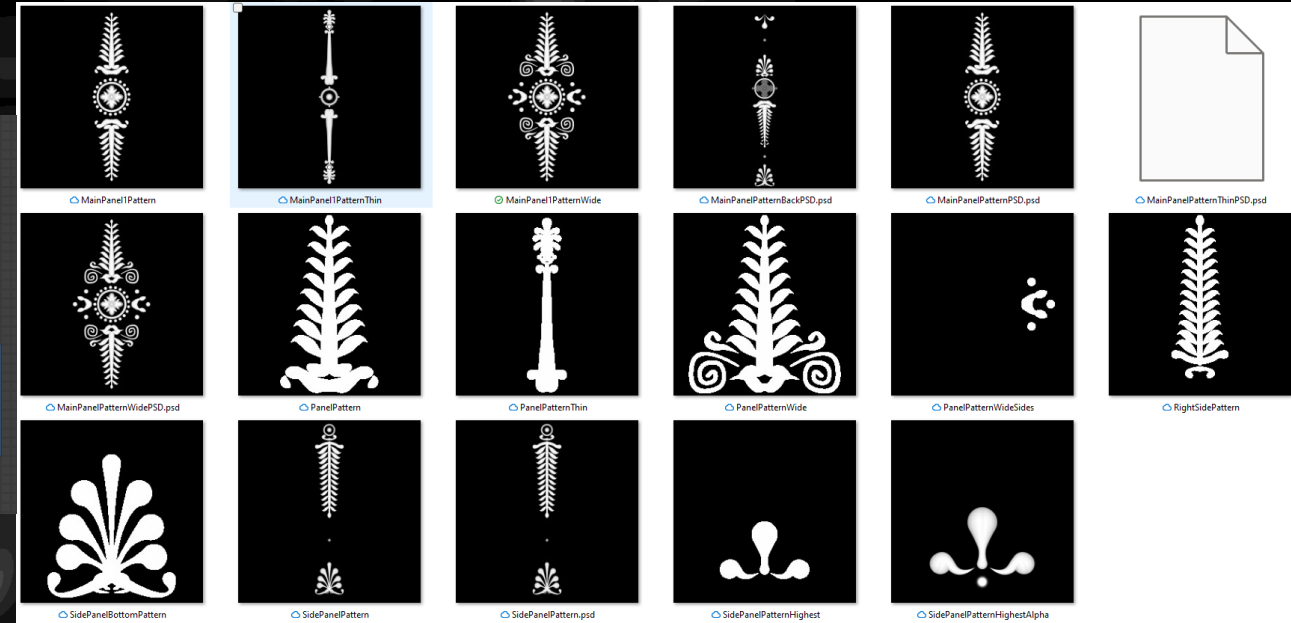 MainPanel1Pattern
MainPanel1PatternThin
MainPanel1PatternWide
MainPanelPatternBackPSD.psd
MainPanelPatternPSD.psd
MainPanelPatternThinPSD.psd
MainPanelPatternWidePSD.psd
PanelPattern
PanelPatternThin
PanelPatternWide
PanelPatternWideSides
RightSidePattern
SidePanelBottomPattern
SidePanelPattern
SidePanelPattern.psd
SidePanelPatternHighest
SidePanelPatternHighestAlpha